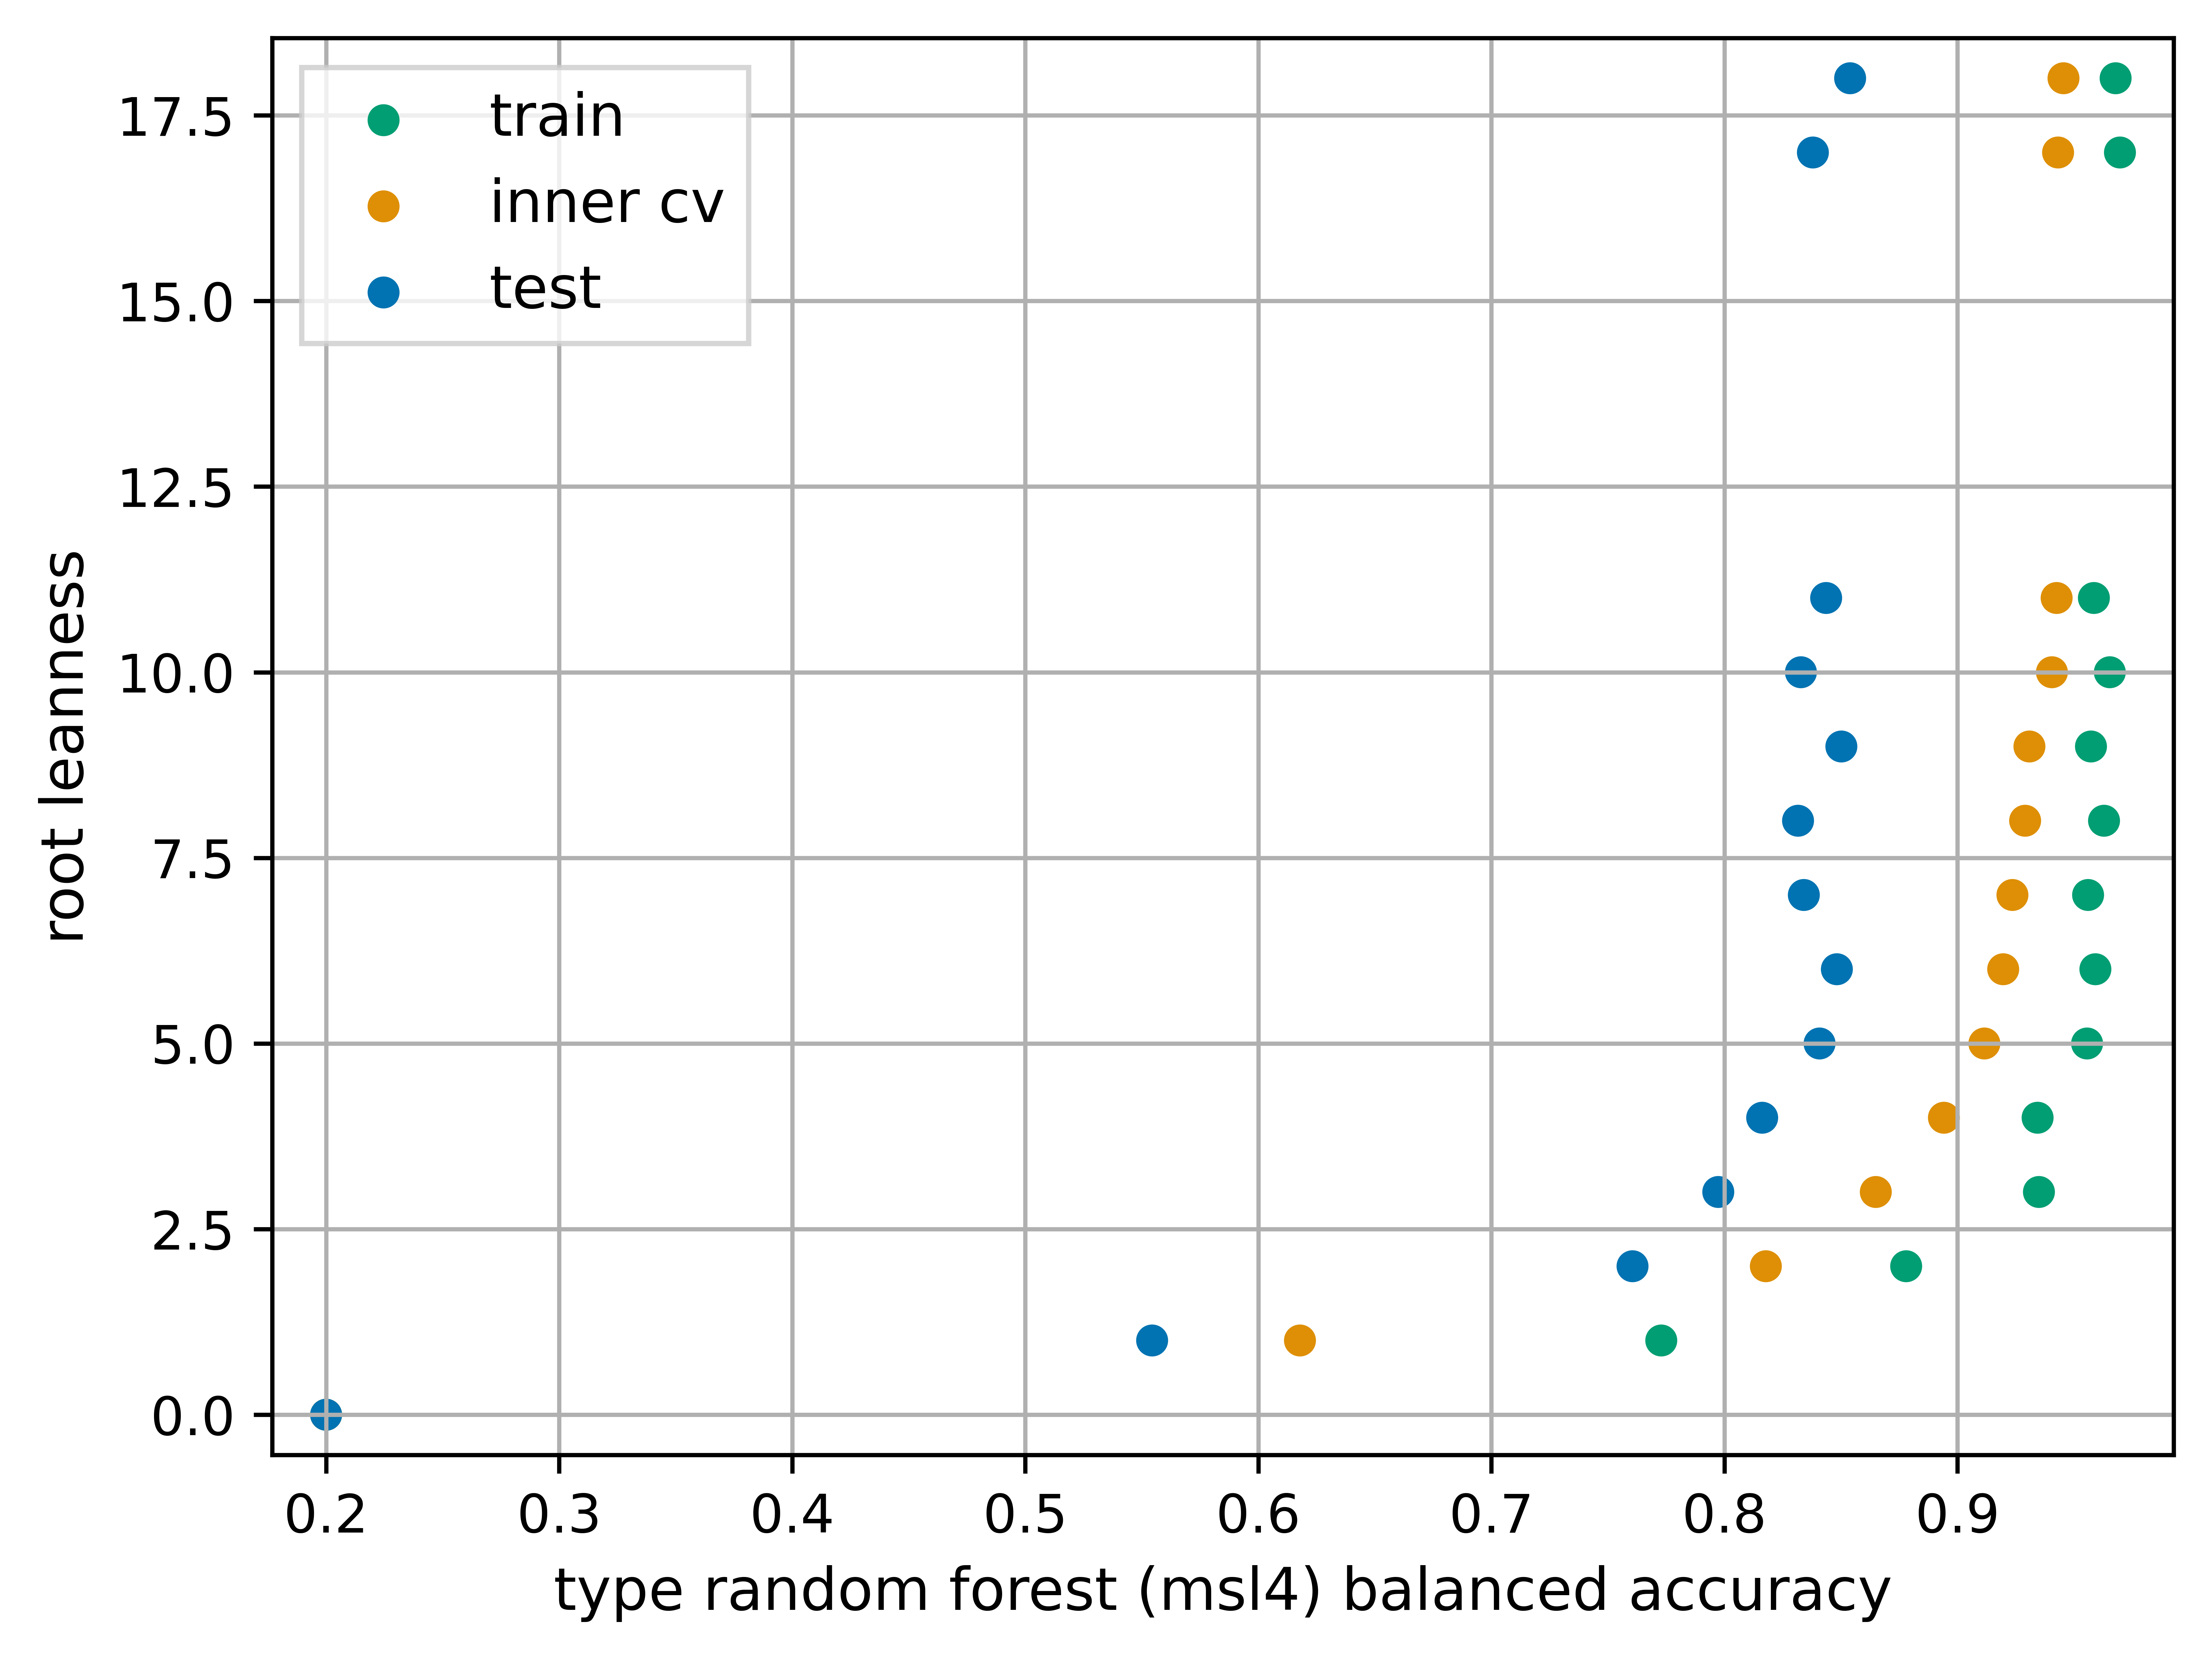 train
inner cv
test
17.5
15.0
12.5
10.0
7.5
5.0
2.5
0.0
root leanness
0.2 0.3 0.4 0.5 0.6 0.7 0.8 0.9
type random forest (msl4) balanced accuracy